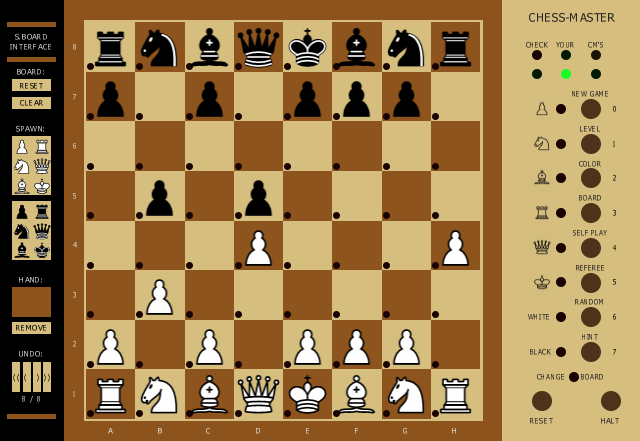 S.BOARD
INTERFACE
BOARD:
RESET
CLEAR
SPAWN:
HAND:
REMOVE
UNDO:
8 / 8
8
7
6
5
4
3
2
1
A B C D E F G H
CHESS-MASTER
CHECK YOUR CM'S
NEW GAME
0
LEVEL
1
COLOR
2
BOARD
3
SELF PLAY
4
REFEREE
5
RANDOM
WHITE 6
HINT
BLACK 7
CHANGE BOARD
RESET HALT